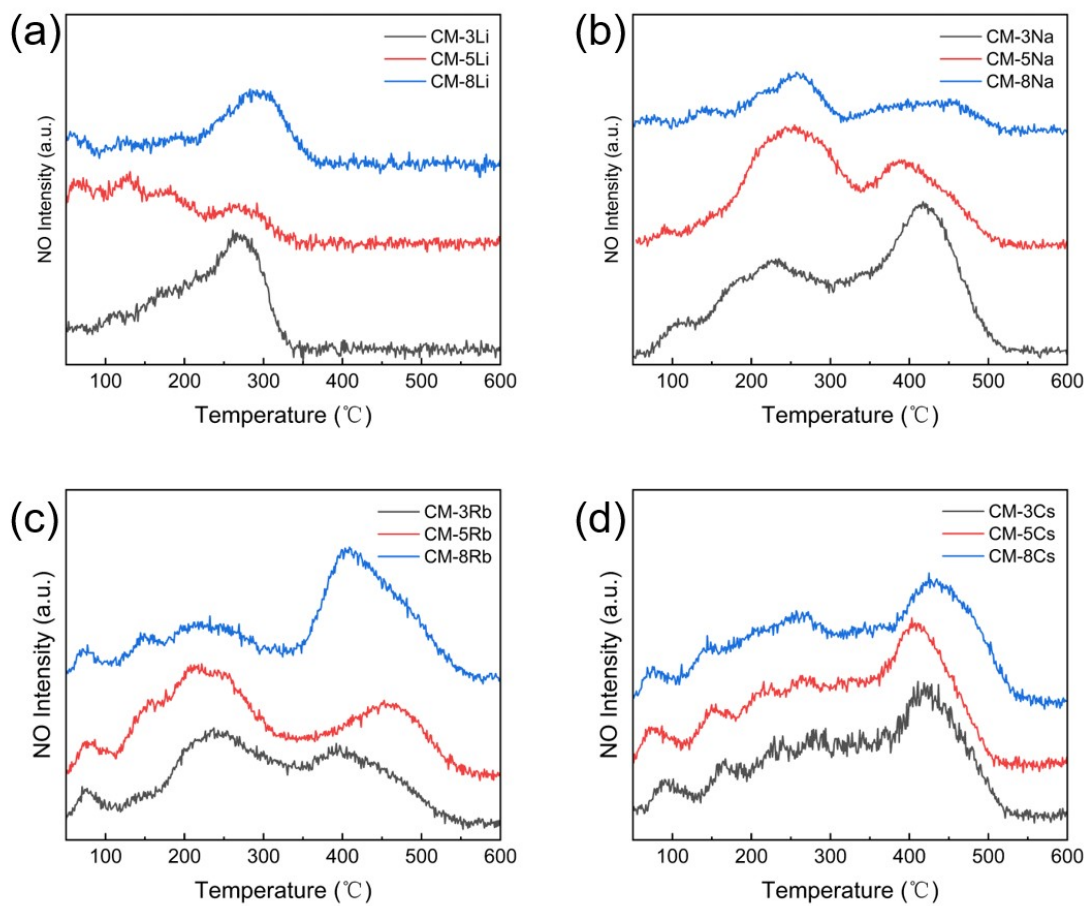 (a)
CM-3Li
CM-5Li
CM-8Li
NO Intensity (a.u.)
100 200 300 400 500 600
Temperature (℃)
(b)
CM-3Na
CM-5Na
CM-8Na
NO Intensity (a.u.)
100 200 300 400 500 600
Temperature (℃)
(c)
CM-3Rb
CM-5Rb
CM-8Rb
NO Intensity (a.u.)
100 200 300 400 500 600
Temperature (℃)
(d)
CM-3Cs
CM-5Cs
CM-8Cs
NO Intensity (a.u.)
100 200 300 400 500 600
Temperature (℃)